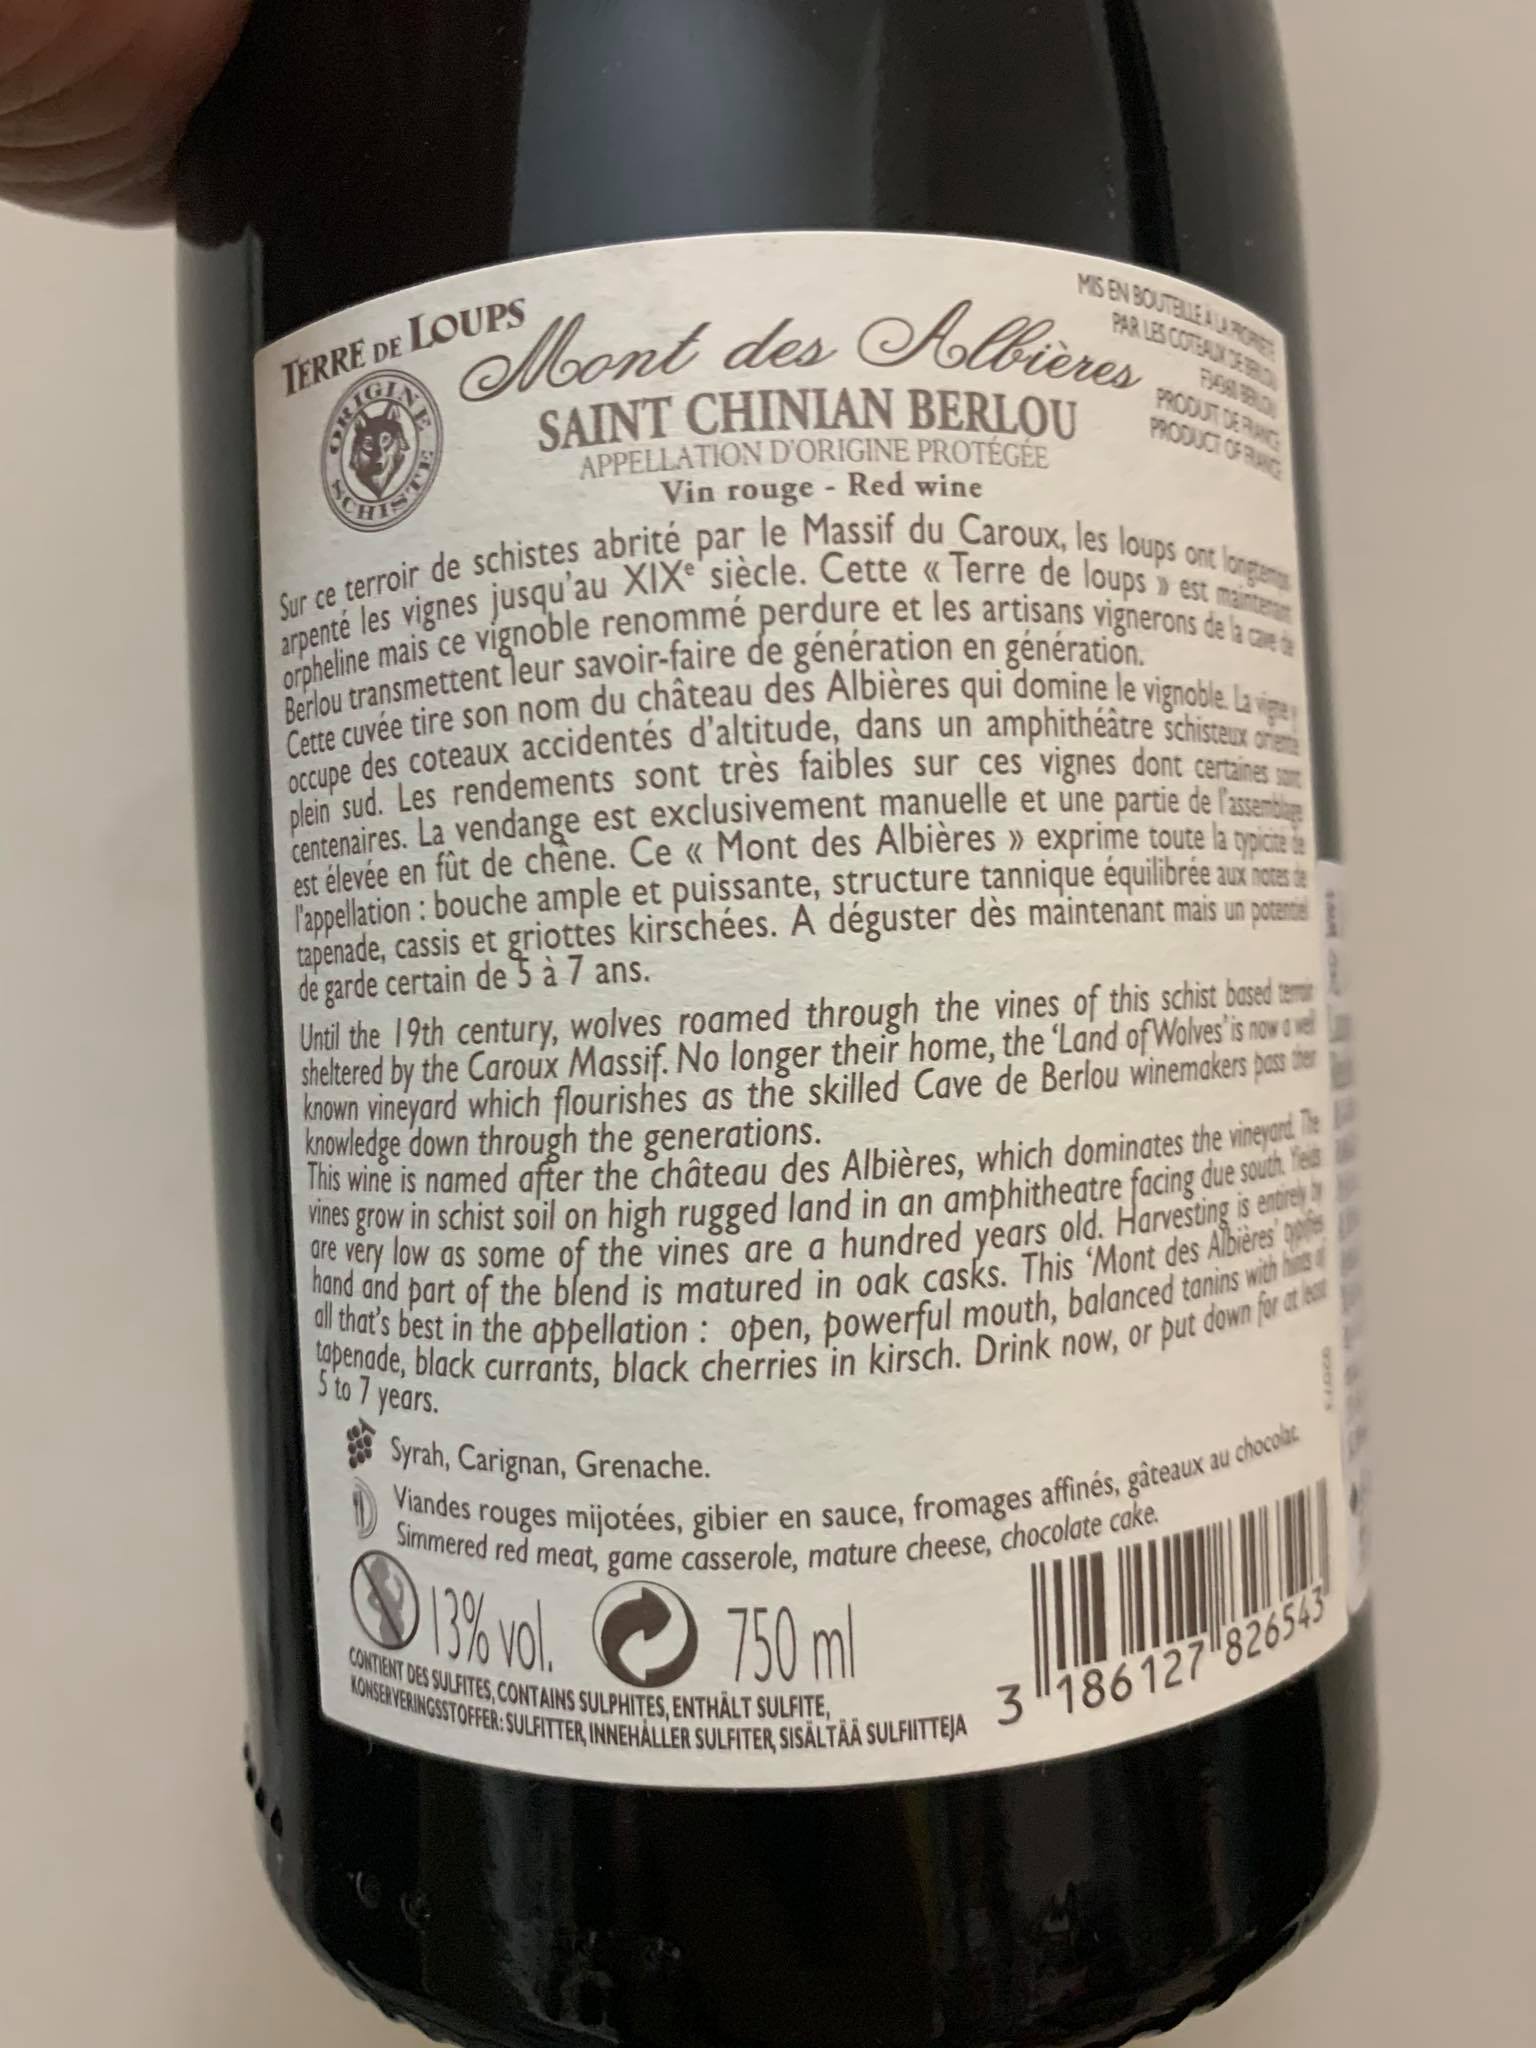 TERRE DE LOUPS
ORIGINE SCHISTE
Mont des Albières
SAINT CHINIAN BERLOU
APPELLATION D'ORIGINE PROTÉGÉE
Vin rouge - Red wine
MIS EN BOUTEILLE A LA PROPRIETE
PAR LES COTEAUX DE BERLOU
F34360 BERLOU
PRODUIT DE FRANCE
PRODUCT OF FRANCE
Sur ce terroir de schistes abrité par le Massif du Caroux, les loups ont longtemps
arpenté les vignes jusqu'au XIXe siècle. Cette « Terre de loups » est maintenant
orpheline mais ce vignoble renommé perdure et les artisans vignerons de la cave de
Berlou transmettent leur savoir-faire de génération en génération.
Cette cuvée tire son nom du château des Albières qui domine le vignoble. La vigne y
occupe des coteaux accidentés d'altitude, dans un amphithéâtre schisteux orienté
plein sud. Les rendements sont très faibles sur ces vignes dont certaines sont
centenaires. La vendange est exclusivement manuelle et une partie de l'assemblage
est élevée en fût de chêne. Ce « Mont des Albières » exprime toute la typicité de
l'appellation : bouche ample et puissante, structure tannique équilibrée aux notes de
tapenade, cassis et griottes kirschées. A déguster dès maintenant mais un potentiel
de garde certain de 5 à 7 ans.
Until the 19th century, wolves roamed through the vines of this schist based terroir
sheltered by the Caroux Massif. No longer their home, the 'Land of Wolves' is now a well
known vineyard which flourishes as the skilled Cave de Berlou winemakers pass their
knowledge down through the generations.
This wine is named after the château des Albières, which dominates the vineyard. The
vines grow in schist soil on high rugged land in an amphitheatre facing due south. Yields
are very low as some of the vines are a hundred years old. Harvesting is entirely by
hand and part of the blend is matured in oak casks. This 'Mont des Albières' typifies
all that's best in the appellation : open, powerful mouth, balanced tanins with hints of
tapenade, black currants, black cherries in kirsch. Drink now, or put down for at least
5 to 7 years.
Syrah, Carignan, Grenache.
Viandes rouges mijotées, gibier en sauce, fromages affinés, gâteaux au chocolat.
Simmered red meat, game casserole, mature cheese, chocolate cake.
13% vol.
750 ml
CONTIENT DES SULFITES, CONTAINS SULPHITES, ENTHÄLT SULFITE,
KONSERVERINGSSTOFFER: SULFITTER, INNEHÅLLER SULFITER, SISÄLTÄÄ SULFIITTEJA
3 186127 826543